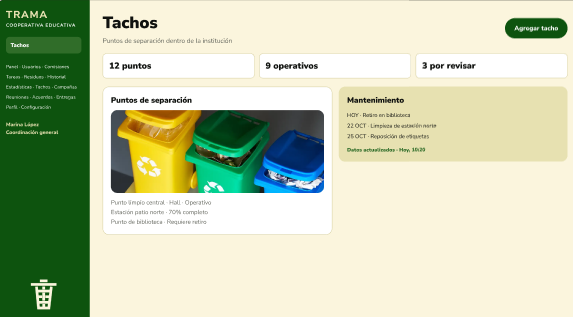 TRAMA
COOPERATIVA EDUCATIVA
Tachos
Panel · Usuarios · Comisiones
Tareas · Residuos · Historial
Estadísticas · Tachos · Campañas
Reuniones · Acuerdos · Entregas
Perfil · Configuración
Marina López
Coordinación general
Tachos
Puntos de separación dentro de la institución
Agregar tacho
12 puntos
9 operativos
3 por revisar
Puntos de separación
Punto limpio central · Hall · Operativo
Estación patio norte · 70% completo
Punto de biblioteca · Requiere retiro
Mantenimiento
HOY · Retiro en biblioteca
22 OCT · Limpieza de estación norte
25 OCT · Reposición de etiquetas
Datos actualizados · Hoy, 10:20